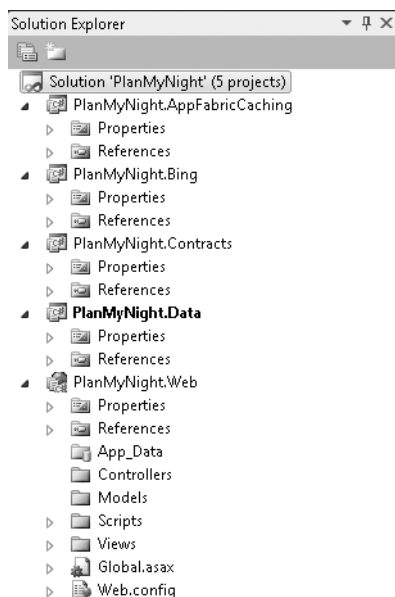 Solution Explorer
Solution 'PlanMyNight' (5 projects)
PlanMyNight.AppFabricCaching
Properties
References
PlanMyNight.Bing
Properties
References
PlanMyNight.Contracts
Properties
References
PlanMyNight.Data
Properties
References
PlanMyNight.Web
Properties
References
App_Data
Controllers
Models
Scripts
Views
Global.asax
Web.config